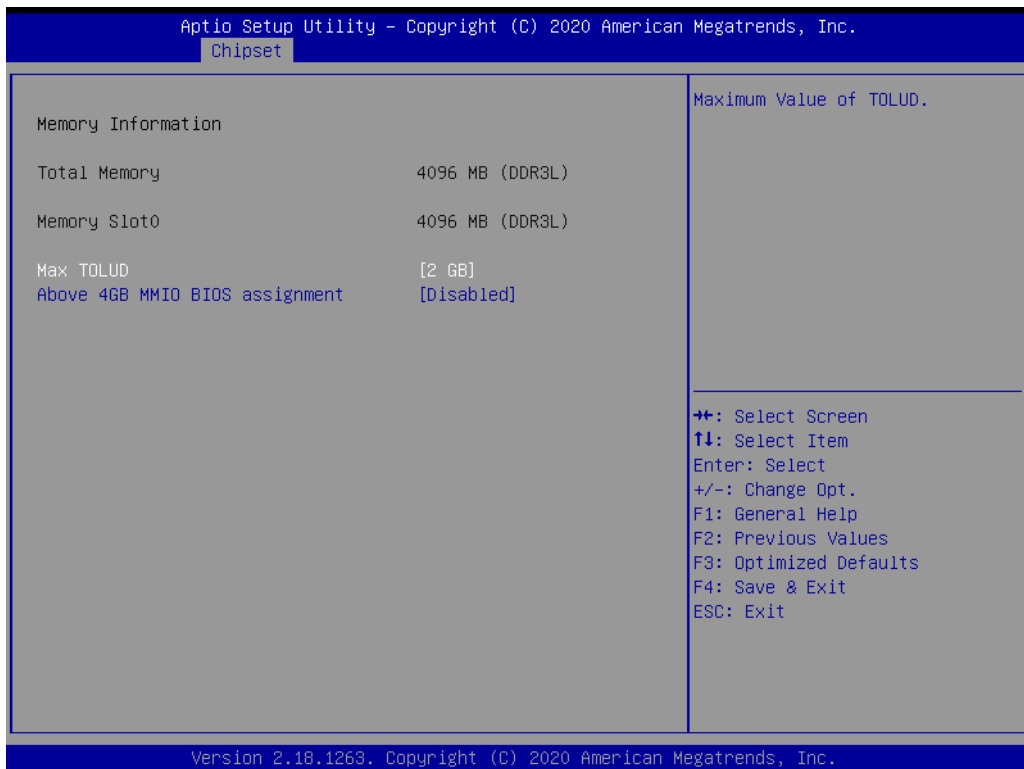 Aptio Setup Utility – Copyright (C) 2020 American Megatrends, Inc.
Chipset
Memory Information
Total Memory 4096 MB (DDR3L)
Memory Slot0 4096 MB (DDR3L)
Max TOLUD [2 GB]
Above 4GB MMIO BIOS assignment [Disabled]
Maximum Value of TOLUD.
→←: Select Screen
↑↓: Select Item
Enter: Select
+/-: Change Opt.
F1: General Help
F2: Previous Values
F3: Optimized Defaults
F4: Save & Exit
ESC: Exit
Version 2.18.1263. Copyright (C) 2020 American Megatrends, Inc.